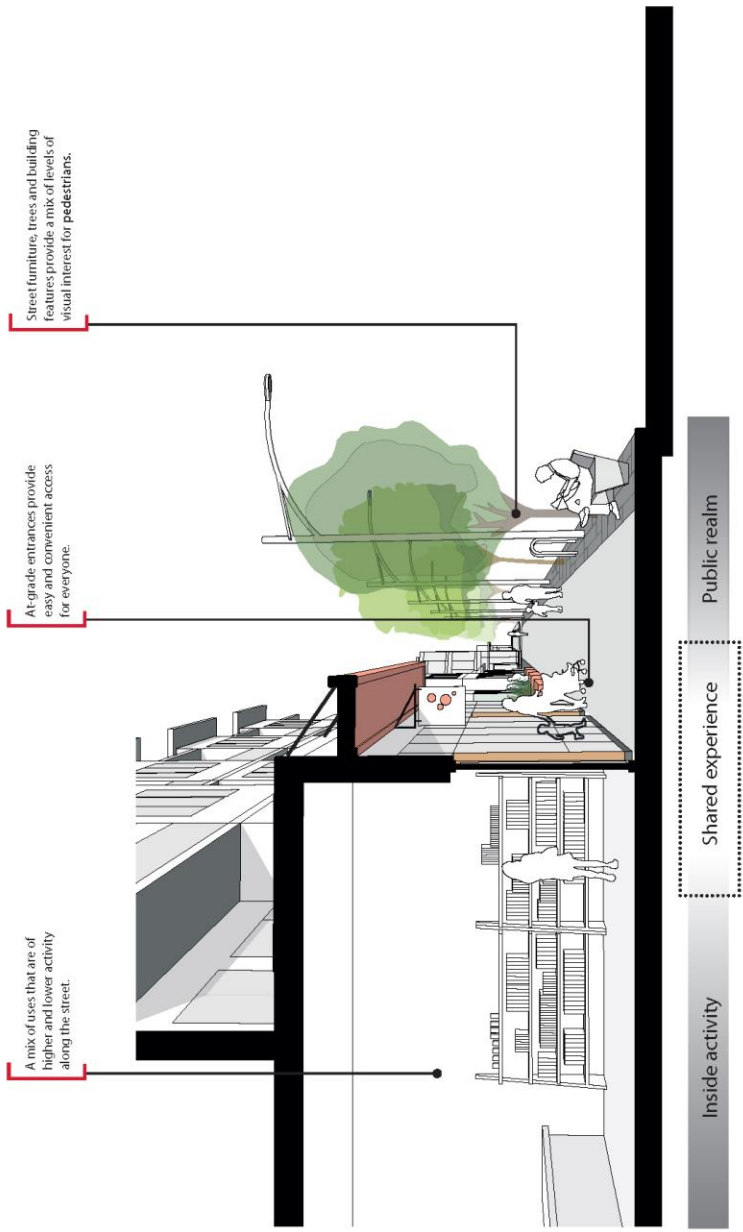 A mix of uses that are of
higher and lower activity
along the street.
At-grade entrances provide
easy and convenient access
for everyone.
Street furniture, trees and building
features provide a mix of levels of
visual interest for pedestrians.
Inside activity
Shared experience
Public realm